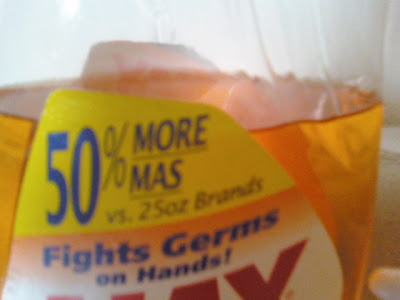 50% MORE
MAS
vs. 25oz Brands
Fights Germs
on Hands!